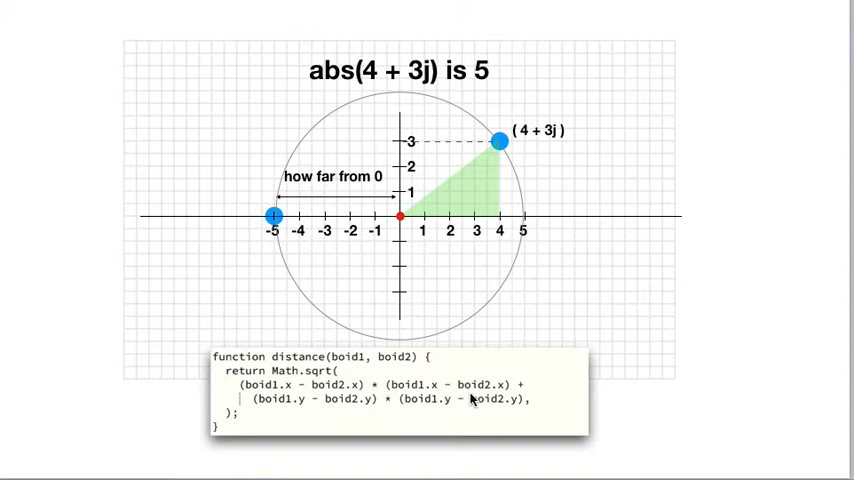 abs(4 + 3j) is 5
( 4 + 3j )
3
2
how far from 0
1
-5 -4 -3 -2 -1 1 2 3 4 5
function distance(boid1, boid2) {
return Math.sqrt(
(boid1.x - boid2.x) * (boid1.x - boid2.x) +
(boid1.y - boid2.y) * (boid1.y - boid2.y),
);
}